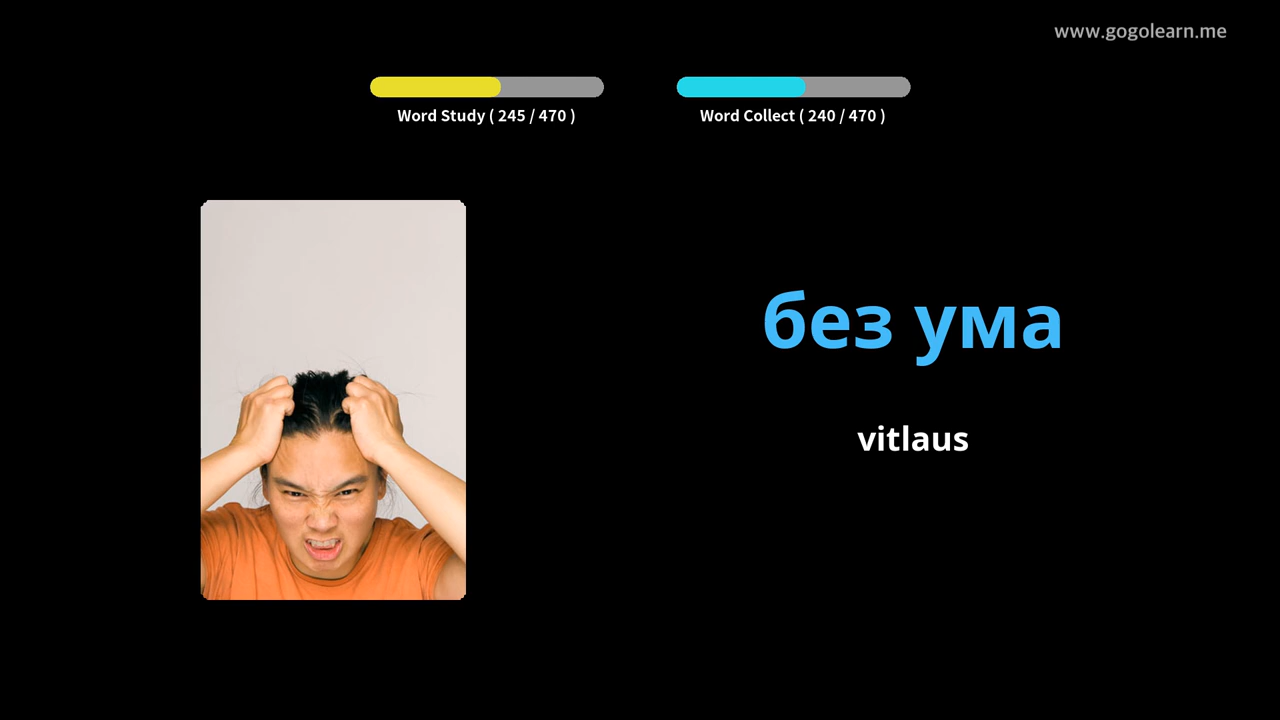 www.gogolearn.me
Word Study ( 245 / 470 )
Word Collect ( 240 / 470 )
без ума
vitlaus